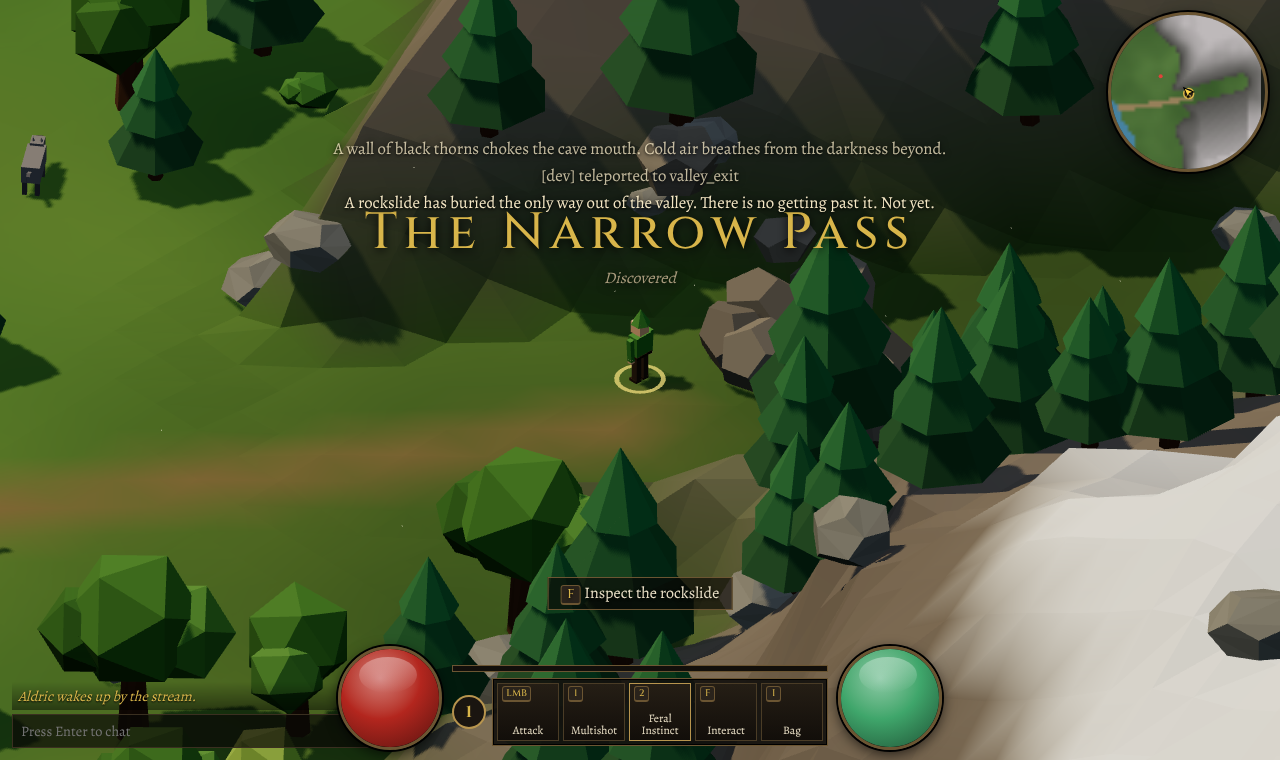 A wall of black thorns chokes the cave mouth. Cold air breathes from the darkness beyond.
[dev] teleported to valley_exit
A rockslide has buried the only way out of the valley. There is no getting past it. Not yet.
The Narrow Pass
Discovered
F Inspect the rockslide
Aldric wakes up by the stream.
Press Enter to chat
1
LMB Attack
1 Multishot
2 Feral Instinct
F Interact
I Bag